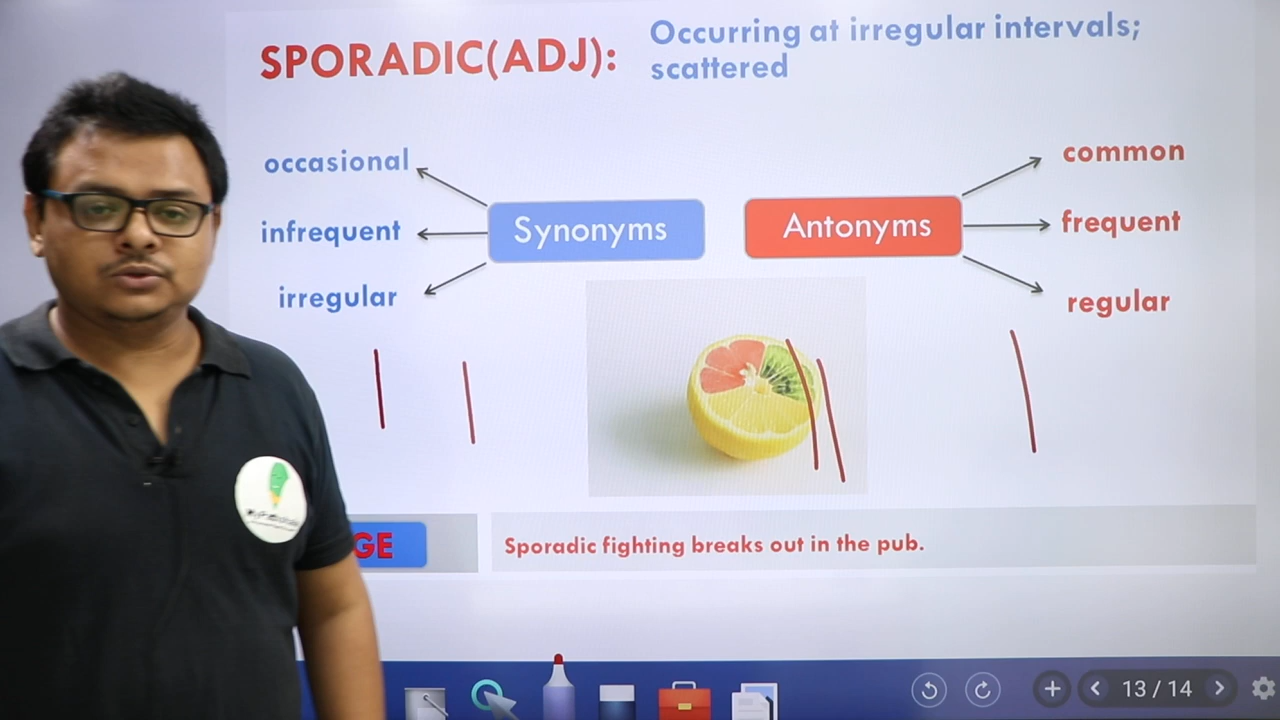 SPORADIC(ADJ):
Occurring at irregular intervals;
scattered
occasional
infrequent
irregular
Synonyms
Antonyms
common
frequent
regular
GE
Sporadic fighting breaks out in the pub.
13 / 14